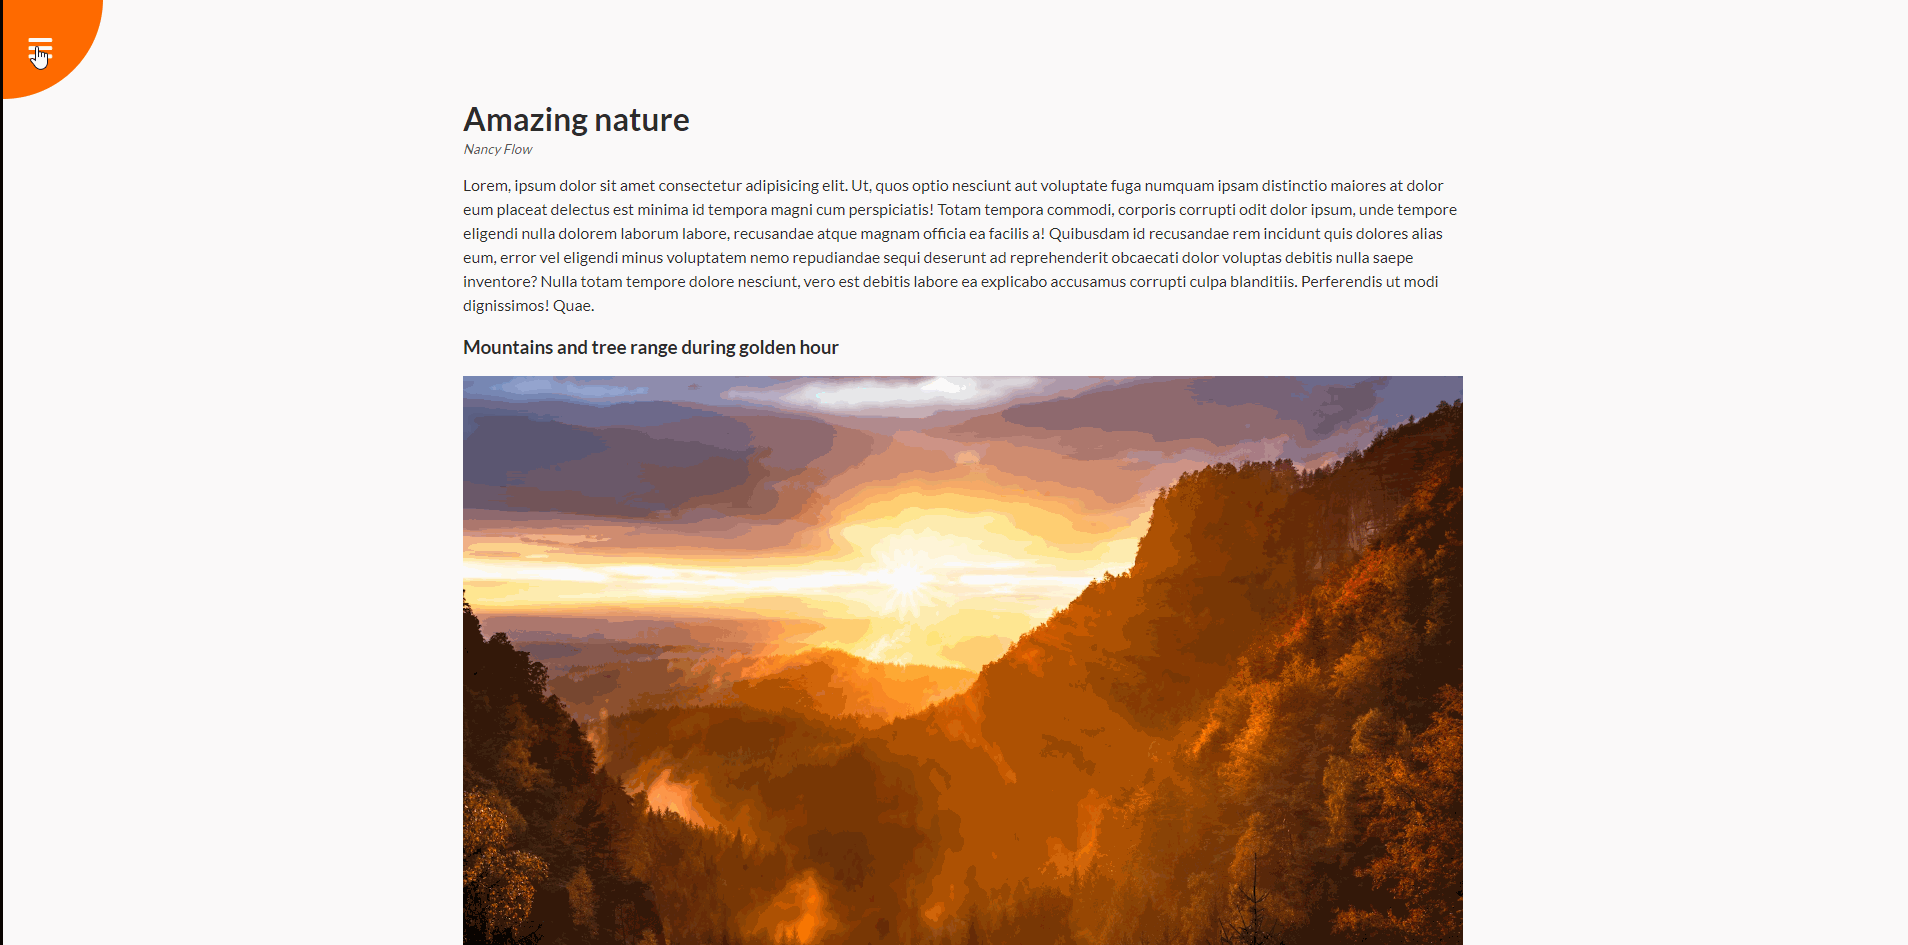 Amazing nature
Nancy Flow
Lorem, ipsum dolor sit amet consectetur adipisicing elit. Ut, quos optio nesciunt aut voluptate fuga numquam ipsam distinctio maiores at dolor
eum placeat delectus est minima id tempora magni cum perspiciatis! Totam tempora commodi, corporis corrupti odit dolor ipsum, unde tempore
eligendi nulla dolorem laborum labore, recusandae atque magnam officia ea facilis a! Quibusdam id recusandae rem incidunt quis dolores alias
eum, error vel eligendi minus voluptatem nemo repudiandae sequi deserunt ad reprehenderit obcaecati dolor voluptas debitis nulla saepe
inventore? Nulla totam tempore dolore nesciunt, vero est debitis labore ea explicabo accusamus corrupti culpa blanditiis. Perferendis ut modi
dignissimos! Quae.
Mountains and tree range during golden hour